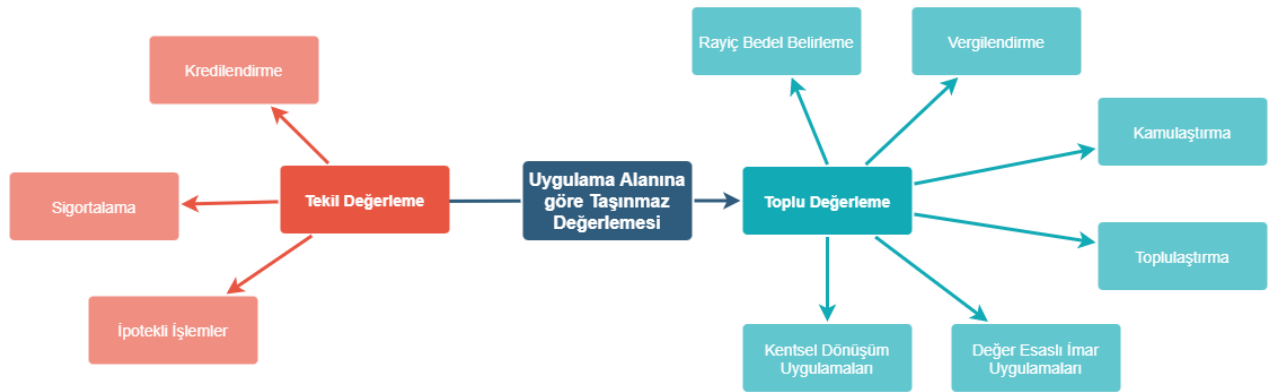 Kredilendirme
Sigortalama
İpotekli İşlemler
Tekil Değerleme
Uygulama Alanına
göre Taşınmaz
Değerlemesi
Toplu Değerleme
Rayiç Bedel Belirleme
Vergilendirme
Kamulaştırma
Toplulaştırma
Değer Esaslı İmar
Uygulamaları
Kentsel Dönüşüm
Uygulamaları